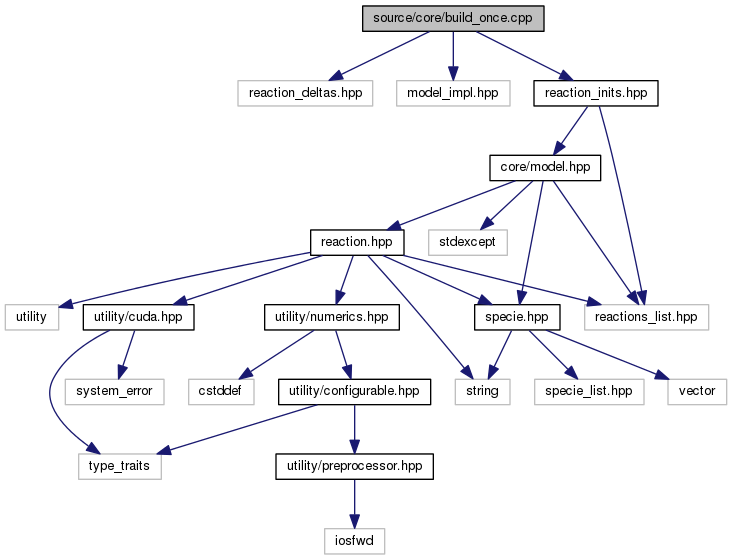 source/core/build_once.cpp
reaction_deltas.hpp
model_impl.hpp
reaction_inits.hpp
core/model.hpp
reaction.hpp
stdexcept
utility
utility/cuda.hpp
utility/numerics.hpp
specie.hpp
reactions_list.hpp
system_error
cstddef
utility/configurable.hpp
string
specie_list.hpp
vector
type_traits
utility/preprocessor.hpp
iosfwd